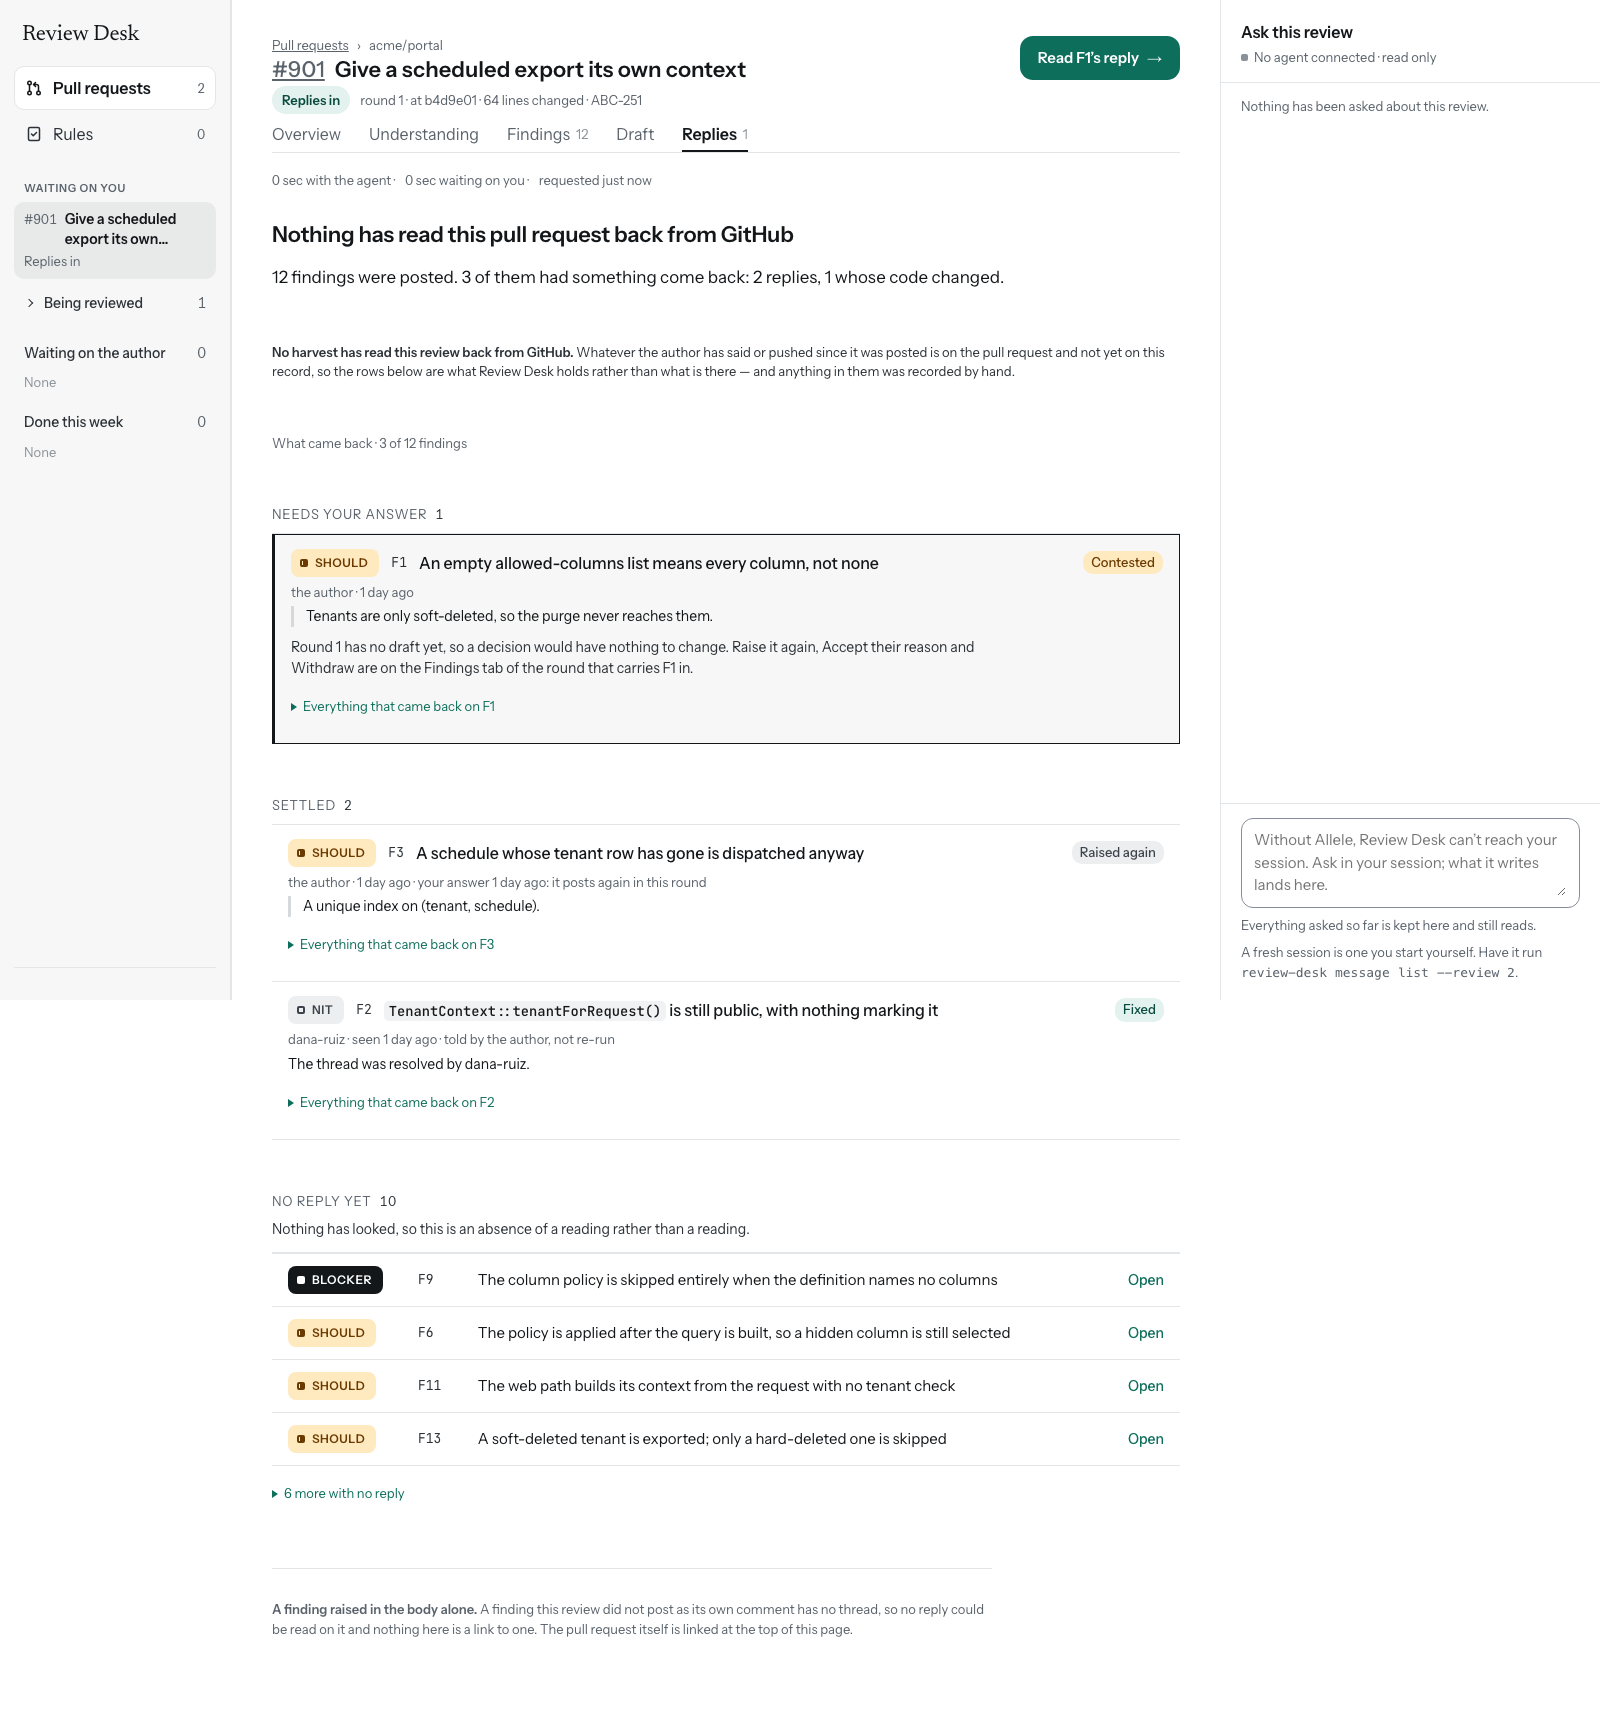 Review Desk
Pull requests 2
Rules 0
WAITING ON YOU
#901 Give a scheduled
export its own...
Replies in
Being reviewed 1
Waiting on the author 0
None
Done this week 0
None
Pull requests › acme/portal
#901 Give a scheduled export its own context
Replies in round 1 · at b4d9e01 · 64 lines changed · ABC-251
Read F1's reply →
Overview Understanding Findings 12 Draft Replies 1
0 sec with the agent · 0 sec waiting on you · requested just now
Nothing has read this pull request back from GitHub
12 findings were posted. 3 of them had something come back: 2 replies, 1 whose code changed.
No harvest has read this review back from GitHub. Whatever the author has said or pushed since it was posted is on the pull request and not yet on this
record, so the rows below are what Review Desk holds rather than what is there — and anything in them was recorded by hand.
What came back · 3 of 12 findings
NEEDS YOUR ANSWER 1
SHOULD F1 An empty allowed-columns list means every column, not none Contested
the author · 1 day ago
Tenants are only soft-deleted, so the purge never reaches them.
Round 1 has no draft yet, so a decision would have nothing to change. Raise it again, Accept their reason and
Withdraw are on the Findings tab of the round that carries F1 in.
Everything that came back on F1
SETTLED 2
SHOULD F3 A schedule whose tenant row has gone is dispatched anyway Raised again
the author · 1 day ago · your answer 1 day ago: it posts again in this round
A unique index on (tenant, schedule).
Everything that came back on F3
NIT F2 TenantContext::tenantForRequest() is still public, with nothing marking it Fixed
dana-ruiz · seen 1 day ago · told by the author, not re-run
The thread was resolved by dana-ruiz.
Everything that came back on F2
NO REPLY YET 10
Nothing has looked, so this is an absence of a reading rather than a reading.
BLOCKER F9 The column policy is skipped entirely when the definition names no columns Open
SHOULD F6 The policy is applied after the query is built, so a hidden column is still selected Open
SHOULD F11 The web path builds its context from the request with no tenant check Open
SHOULD F13 A soft-deleted tenant is exported; only a hard-deleted one is skipped Open
6 more with no reply
A finding raised in the body alone. A finding this review did not post as its own comment has no thread, so no reply could
be read on it and nothing here is a link to one. The pull request itself is linked at the top of this page.
Ask this review
No agent connected · read only
Nothing has been asked about this review.
Without Allele, Review Desk can't reach your
session. Ask in your session; what it writes
lands here.
Everything asked so far is kept here and still reads.
A fresh session is one you start yourself. Have it run
review-desk message list --review 2.